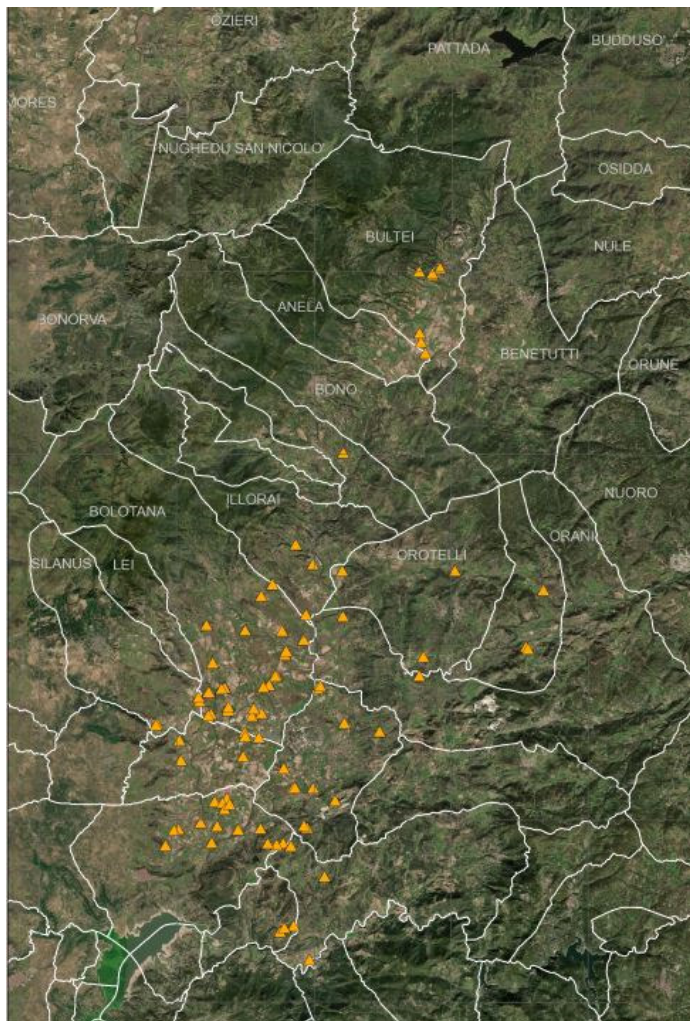 OZIERI
PATTADA
BUDDUSO'
MORES
NUGHEDU SAN NICOLO'
OSIDDA
BULTEI
NULE
ANELA
BONORVA
BENETUTTI
ORUNE
BONO
NUORO
ILLORAI
BOLOTANA
ORANI
OROTELLI
SILANUS
LEI